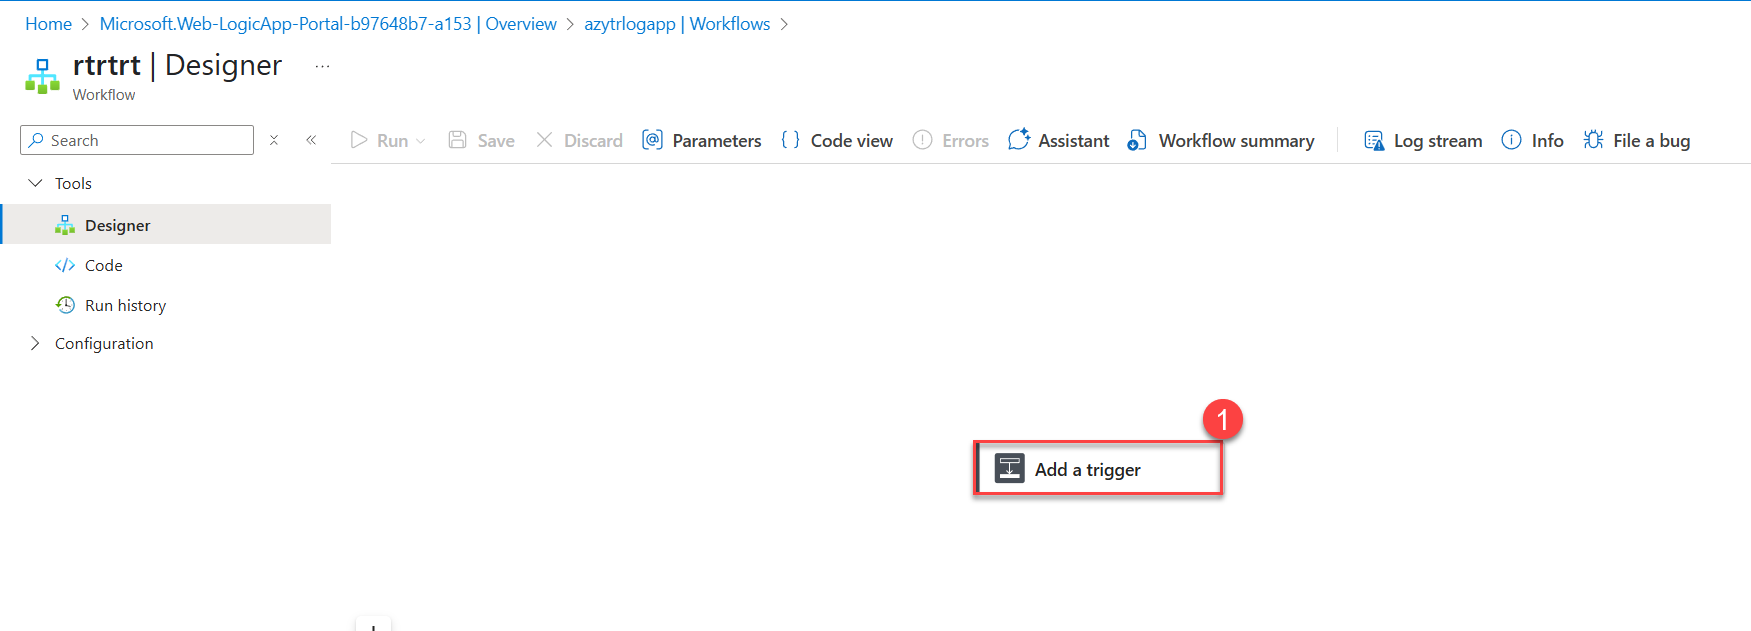 Home > Microsoft.Web-LogicApp-Portal-b97648b7-a153 | Overview > azytrlogapp | Workflows >
rtrtrt | Designer ...
Workflow
Search
Run Save Discard Parameters Code view Errors Assistant Workflow summary Log stream Info File a bug
Tools
Designer
Code
Run history
Configuration
1
Add a trigger